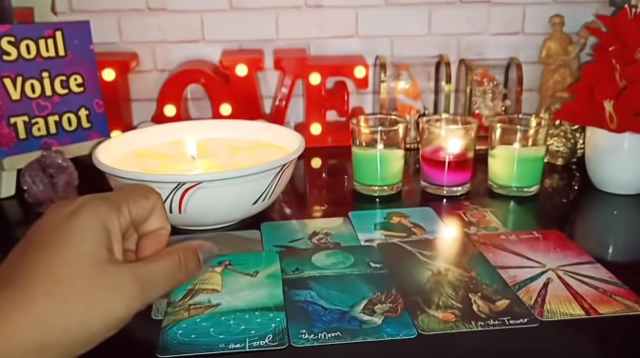 Soul
Voice
Tarot
LOVE
the Fool
the Moon
the Tower